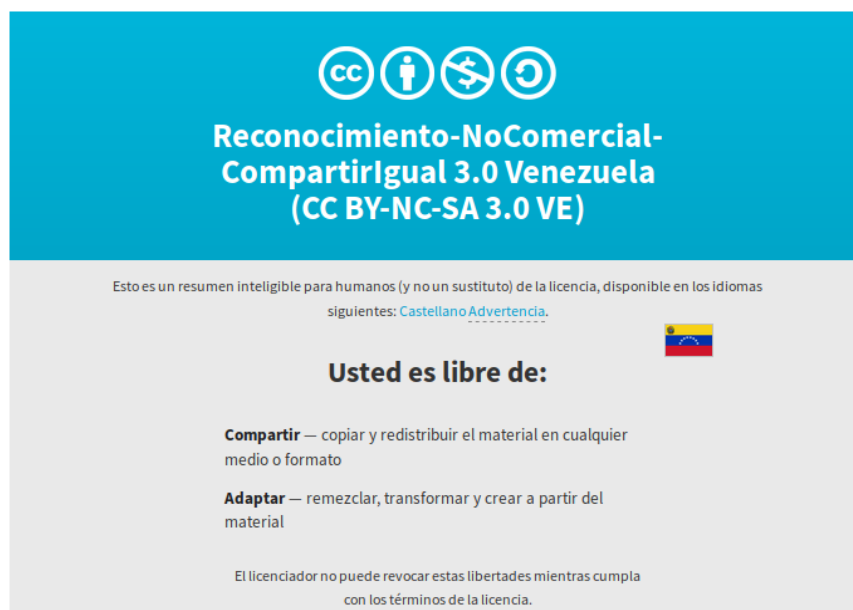 cc
Reconocimiento-NoComercial-
CompartirIgual 3.0 Venezuela
(CC BY-NC-SA 3.0 VE)
Esto es un resumen inteligible para humanos (y no un sustituto) de la licencia, disponible en los idiomas
siguientes: Castellano Advertencia.
Usted es libre de:
Compartir — copiar y redistribuir el material en cualquier
medio o formato
Adaptar — remezclar, transformar y crear a partir del
material
El licenciador no puede revocar estas libertades mientras cumpla
con los términos de la licencia.